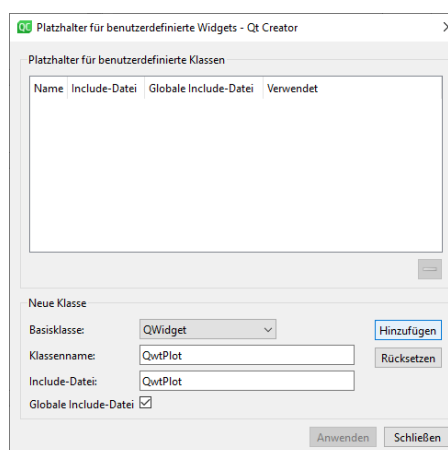 Platzhalter für benutzerdefinierte Widgets - Qt Creator
Platzhalter für benutzerdefinierte Klassen
Name Include-Datei Globale Include-Datei Verwendet
Neue Klasse
Basisklasse: QWidget Hinzufügen
Klassenname: QwtPlot Rücksetzen
Include-Datei: QwtPlot
Globale Include-Datei
Anwenden Schließen